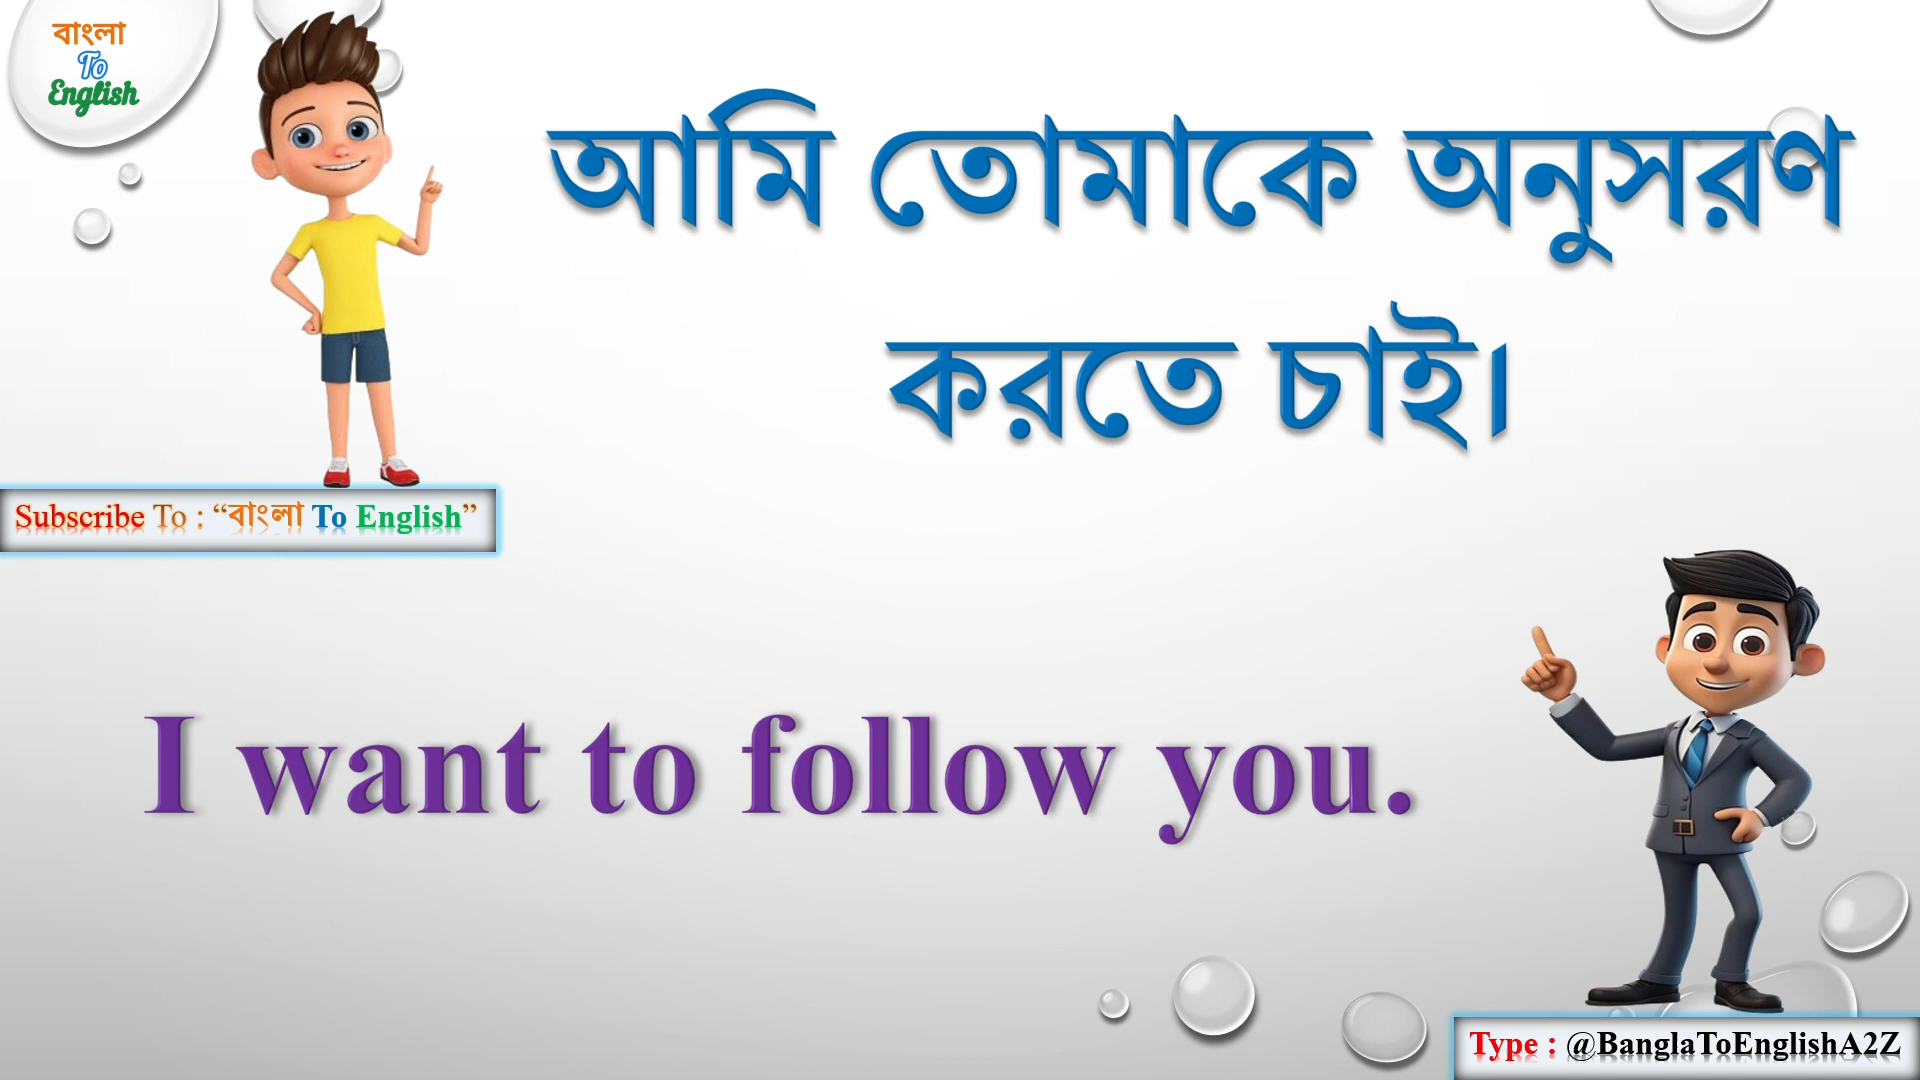 বাংলা
To
English
আমি তোমাকে অনুসরণ
করতে চাই।
Subscribe To : “বাংলা To English”
I want to follow you.
Type : @BanglaToEnglishA2Z